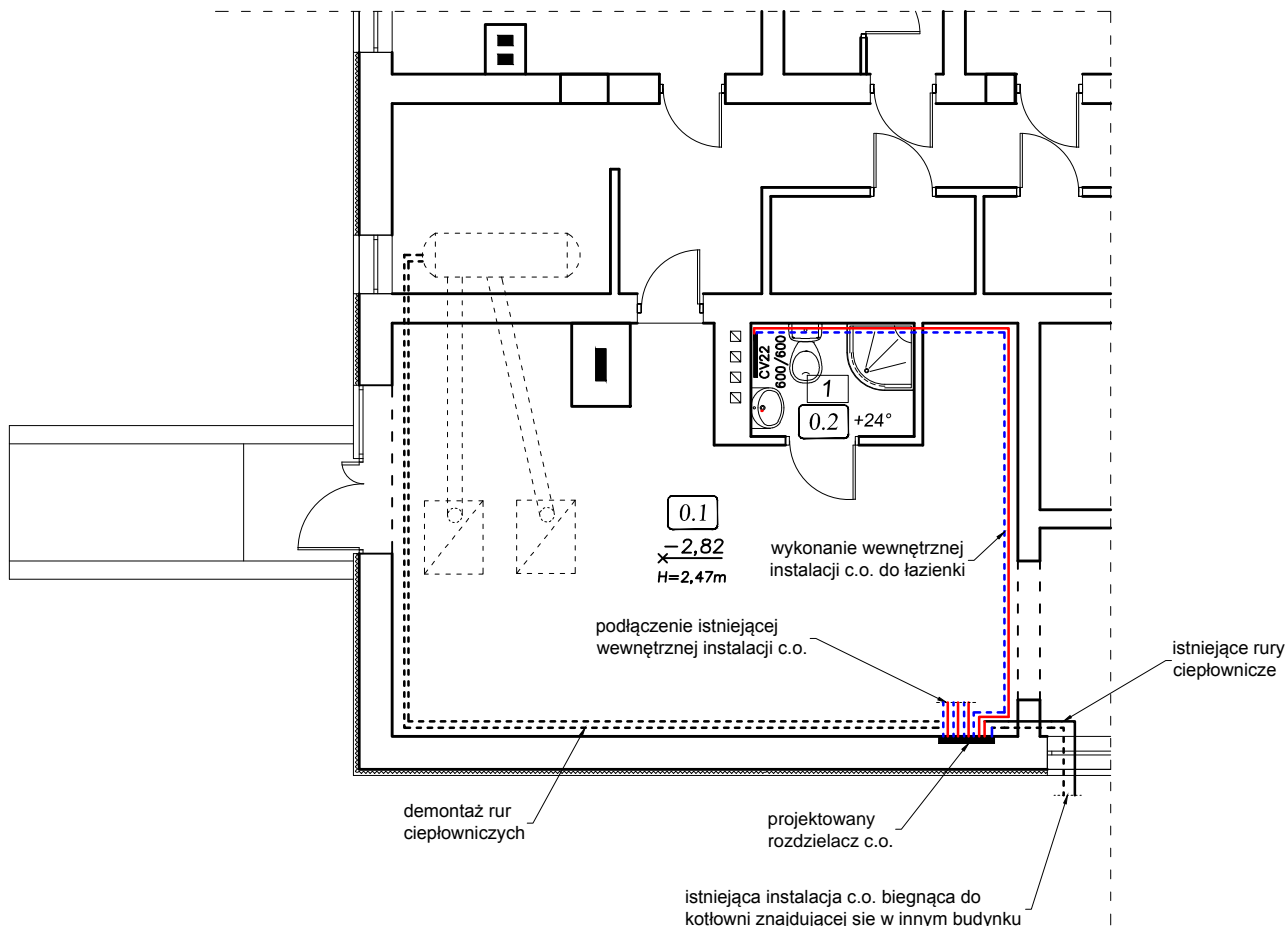 CV22
600/600
1
0.2
+24°
0.1
-2,82
H=2,47m
wykonanie wewnętrznej
instalacji c.o. do łazienki
podłączenie istniejącej
wewnętrznej instalacji c.o.
istniejące rury
ciepłownicze
demontaż rur
ciepłowniczych
projektowany
rozdzielacz c.o.
istniejąca instalacja c.o. biegnąca do
kotłowni znajdującej sie w innym budynku